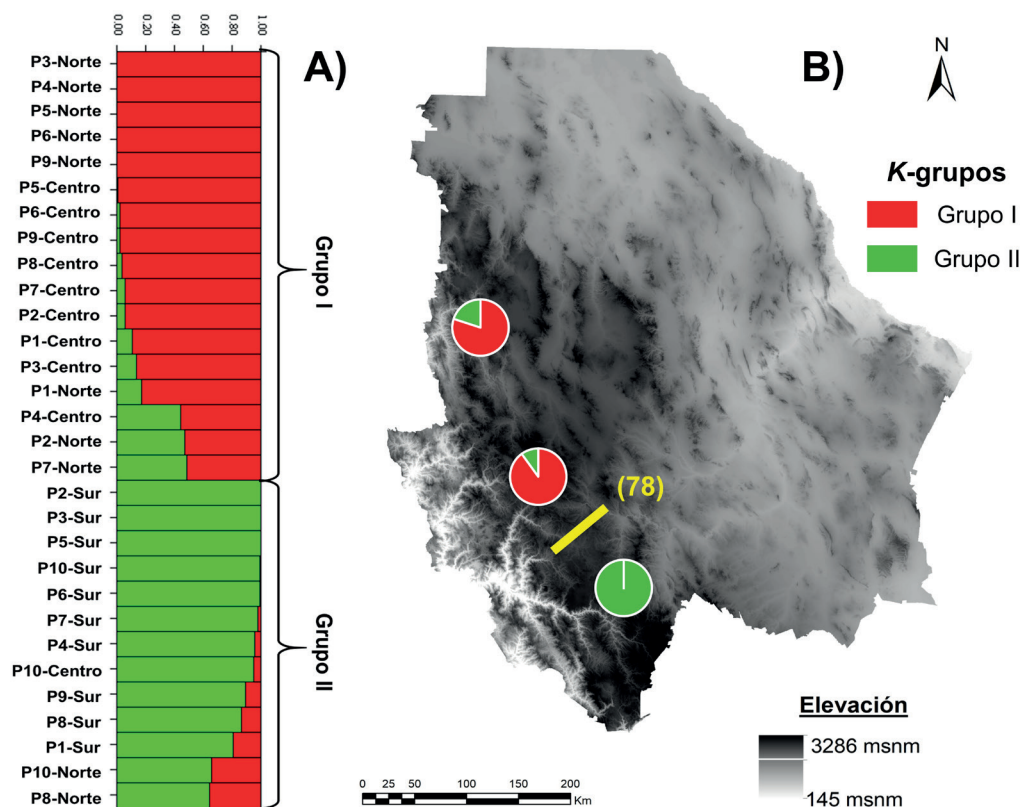 0.00
0.20
0.40
0.60
0.80
1.00
P3-Norte
P4-Norte
P5-Norte
P6-Norte
P9-Norte
P5-Centro
P6-Centro
P9-Centro
P8-Centro
P7-Centro
P2-Centro
P1-Centro
P3-Centro
P1-Norte
P4-Centro
P2-Norte
P7-Norte
P2-Sur
P3-Sur
P5-Sur
P10-Sur
P6-Sur
P7-Sur
P4-Sur
P10-Centro
P9-Sur
P8-Sur
P1-Sur
P10-Norte
P8-Norte
Grupo I
Grupo II
A)
B)
N
K-grupos
Grupo I
Grupo II
(78)
Elevación
3286 msnm
145 msnm
0 25 50 100 150 200
Km